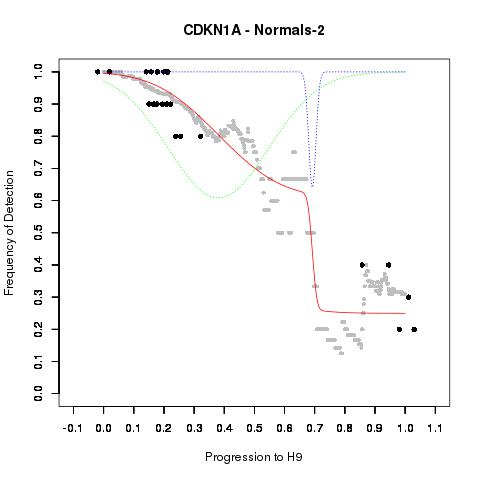 CDKN1A - Normals-2
Frequency of Detection
1.0
0.9
0.8
0.7
0.6
0.5
0.4
0.3
0.2
0.1
0.0
-0.1 0.0 0.1 0.2 0.3 0.4 0.5 0.6 0.7 0.8 0.9 1.0 1.1
Progression to H9